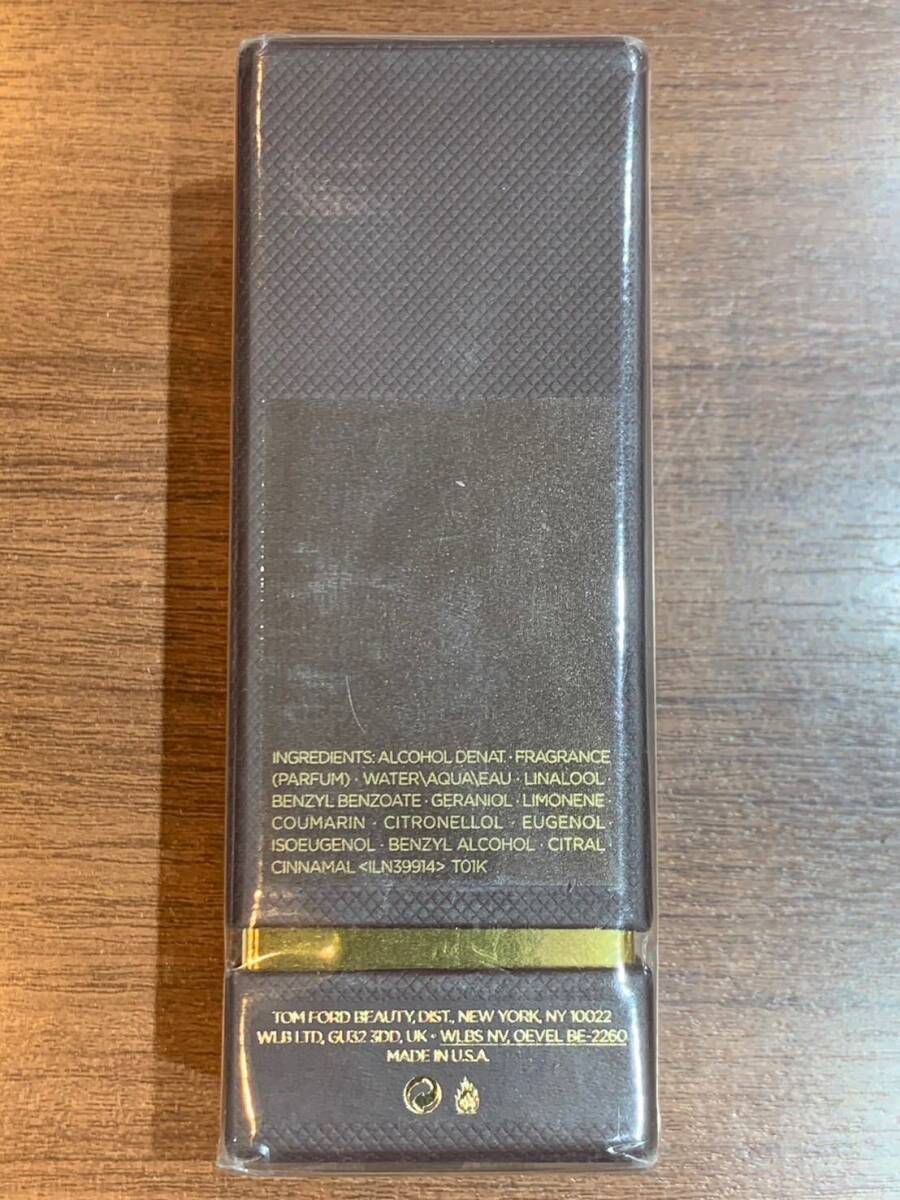 INGREDIENTS: ALCOHOL DENAT. · FRAGRANCE
(PARFUM) · WATER\AQUA\EAU · LINALOOL ·
BENZYL BENZOATE · GERANIOL · LIMONENE ·
COUMARIN · CITRONELLOL · EUGENOL ·
ISOEUGENOL · BENZYL ALCOHOL · CITRAL ·
CINNAMAL <ILN39914> T01K
TOM FORD BEAUTY, DIST., NEW YORK, NY 10022
WLB LTD, GU32 3DD, UK · WLBS NV, OEVEL BE-2260
MADE IN U.S.A.